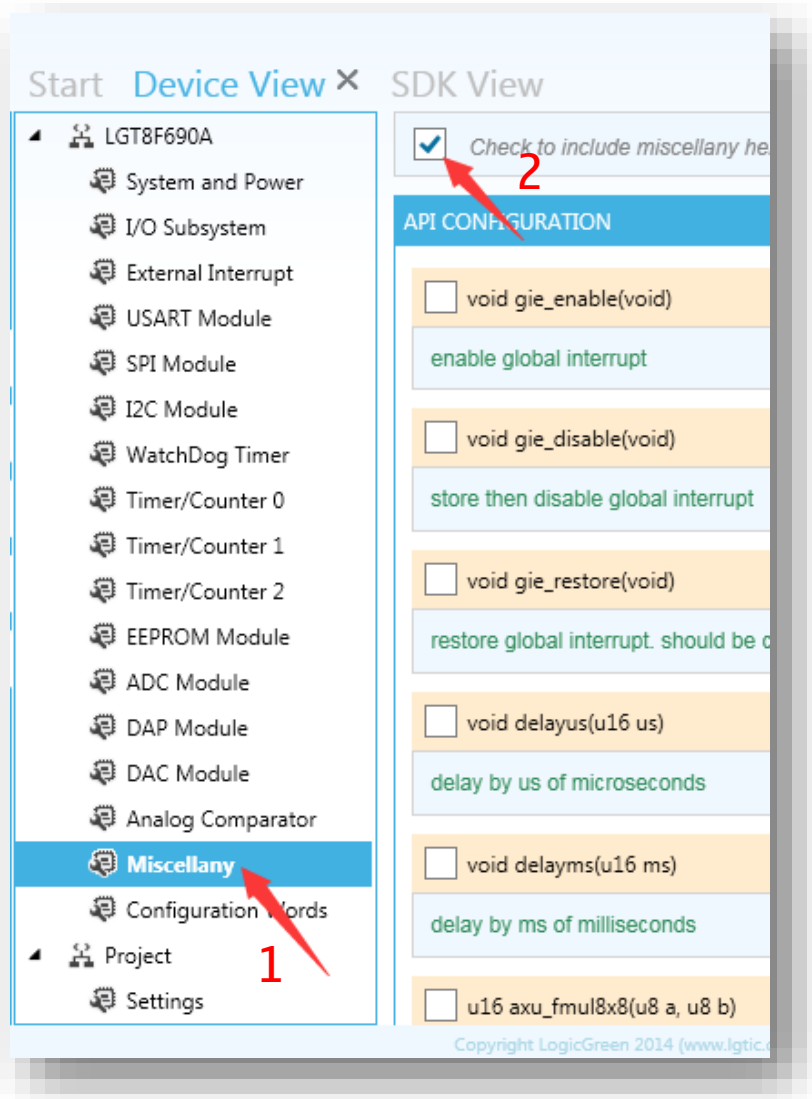 Start Device View SDK View
LGT8F690A
System and Power
I/O Subsystem
External Interrupt
USART Module
SPI Module
I2C Module
WatchDog Timer
Timer/Counter 0
Timer/Counter 1
Timer/Counter 2
EEPROM Module
ADC Module
DAP Module
DAC Module
Analog Comparator
Miscellany
1
Configuration Words
Project
Settings
Check to include miscellany he
2
API CONFIGURATION
void gie_enable(void)
enable global interrupt
void gie_disable(void)
store then disable global interrupt
void gie_restore(void)
restore global interrupt. should be c
void delayus(u16 us)
delay by us of microseconds
void delayms(u16 ms)
delay by ms of milliseconds
u16 axu_fmul8x8(u8 a, u8 b)
Copyright LogicGreen 2014 (www.lgtic.